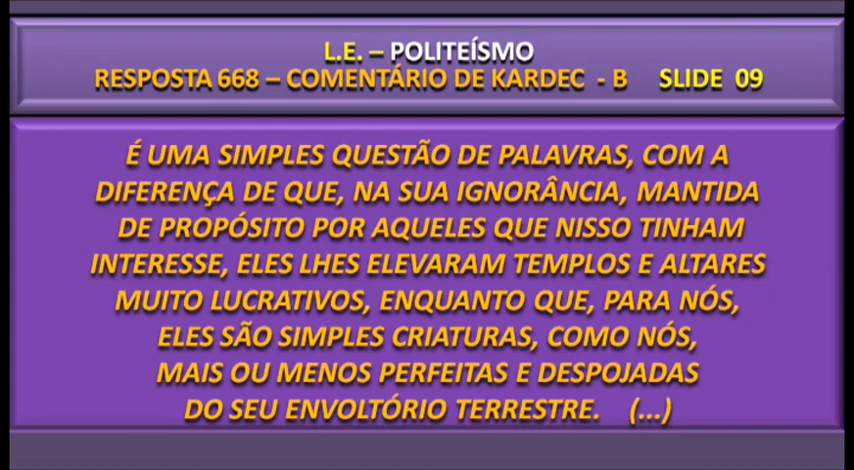 L.E. – POLITEÍSMO
RESPOSTA 668 – COMENTÁRIO DE KARDEC - B SLIDE 09
É UMA SIMPLES QUESTÃO DE PALAVRAS, COM A
DIFERENÇA DE QUE, NA SUA IGNORÂNCIA, MANTIDA
DE PROPÓSITO POR AQUELES QUE NISSO TINHAM
INTERESSE, ELES LHES ELEVARAM TEMPLOS E ALTARES
MUITO LUCRATIVOS, ENQUANTO QUE, PARA NÓS,
ELES SÃO SIMPLES CRIATURAS, COMO NÓS,
MAIS OU MENOS PERFEITAS E DESPOJADAS
DO SEU ENVOLTÓRIO TERRESTRE. (...)